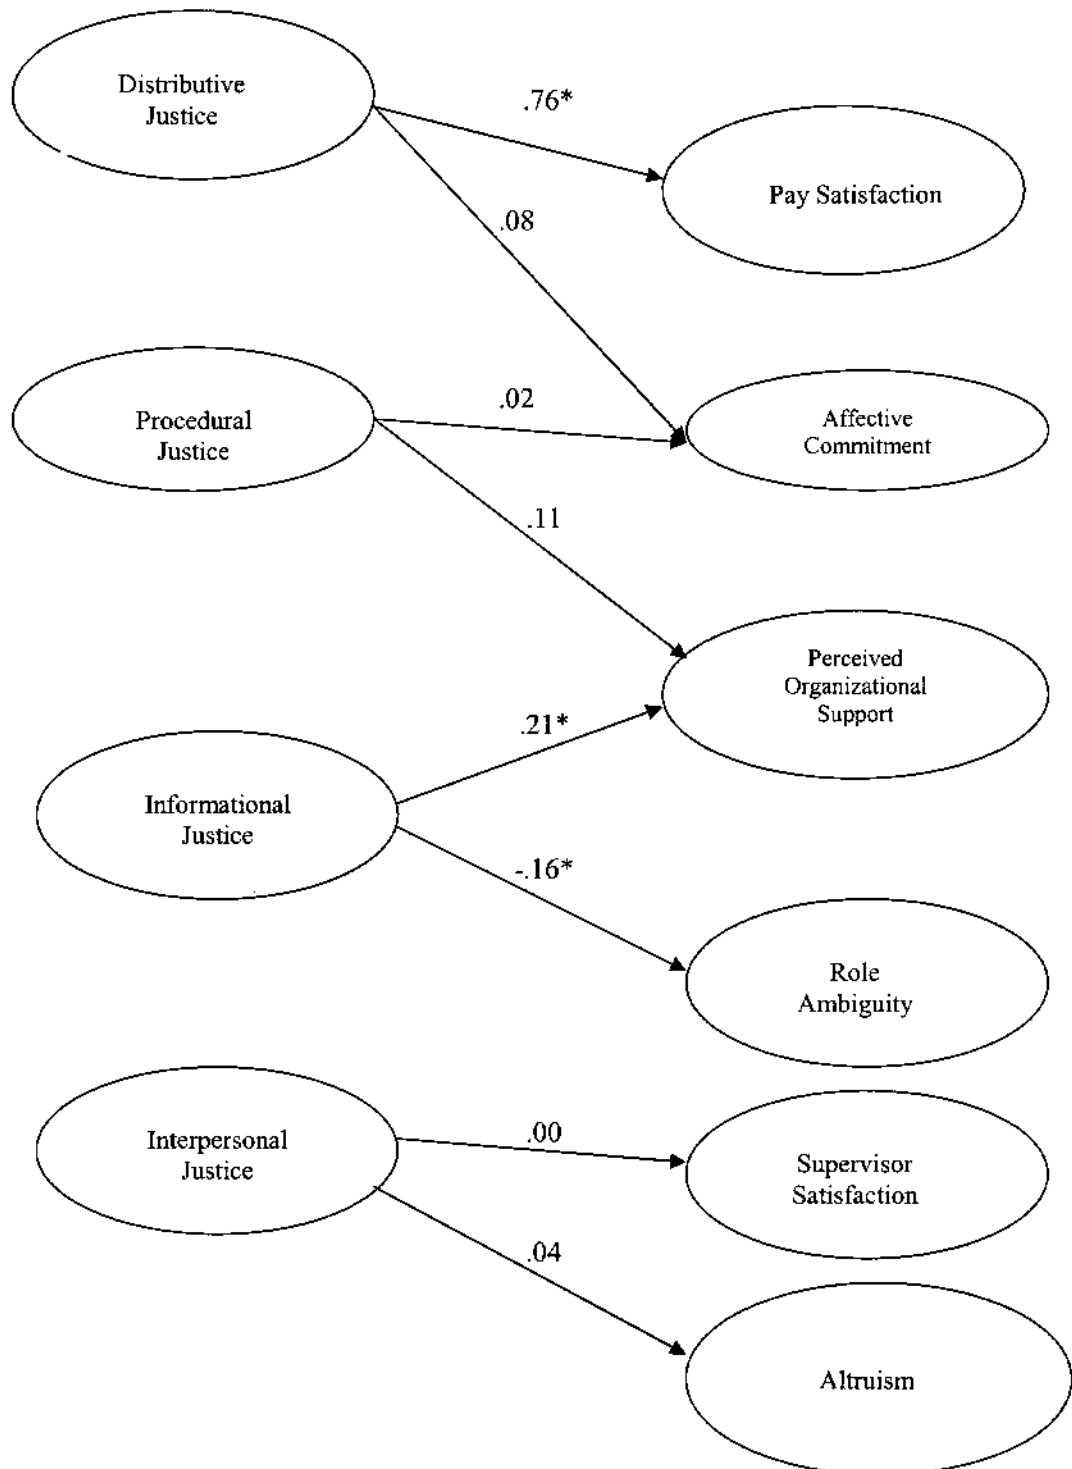 Distributive
Justice
.76*
Pay Satisfaction
.08
Procedural
Justice
.02
Affective
Commitment
.11
Perceived
Organizational
Support
.21*
Informational
Justice
-.16*
Role
Ambiguity
Interpersonal
Justice
.00
Supervisor
Satisfaction
.04
Altruism